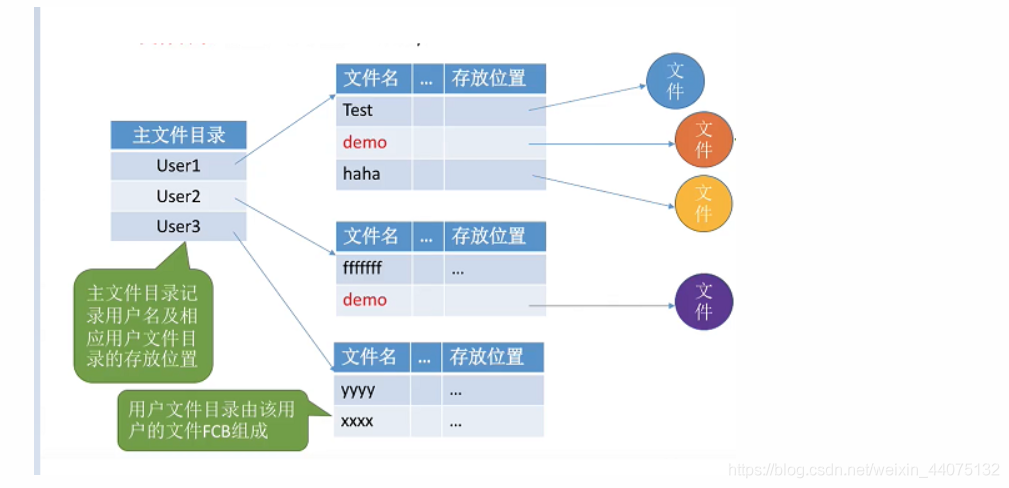 文件名 ... 存放位置
Test
demo
haha
文件
文件
文件
主文件目录
User1
User2
User3
文件名 ... 存放位置
fffffff ...
demo
文件
主文件目录记
录用户名及相
应用户文件目
录的存放位置
文件名 ... 存放位置
yyyy ...
xxxx ...
用户文件目录由该用
户的文件FCB组成
https://blog.csdn.net/weixin_44075132